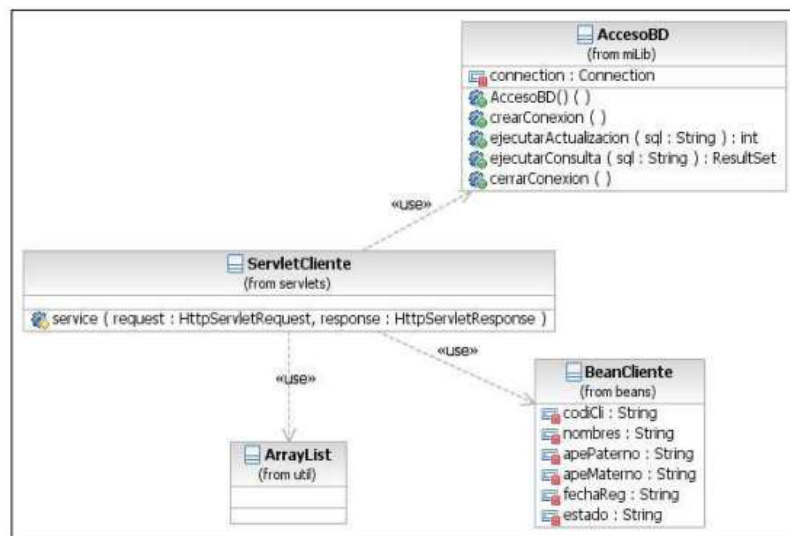 AccesoBD
(from miLib)
connection : Connection
AccesoBD() ( )
crearConexion ( )
ejecutarActualizacion ( sql : String ) : int
ejecutarConsulta ( sql : String ) : ResultSet
cerrarConexion ( )
«use»
ServletCliente
(from servlets)
service ( request : HttpServletRequest, response : HttpServletResponse )
«use»
«use»
BeanCliente
(from beans)
codiCli : String
nombres : String
apePaterno : String
apeMaterno : String
fechaReg : String
estado : String
ArrayList
(from util)